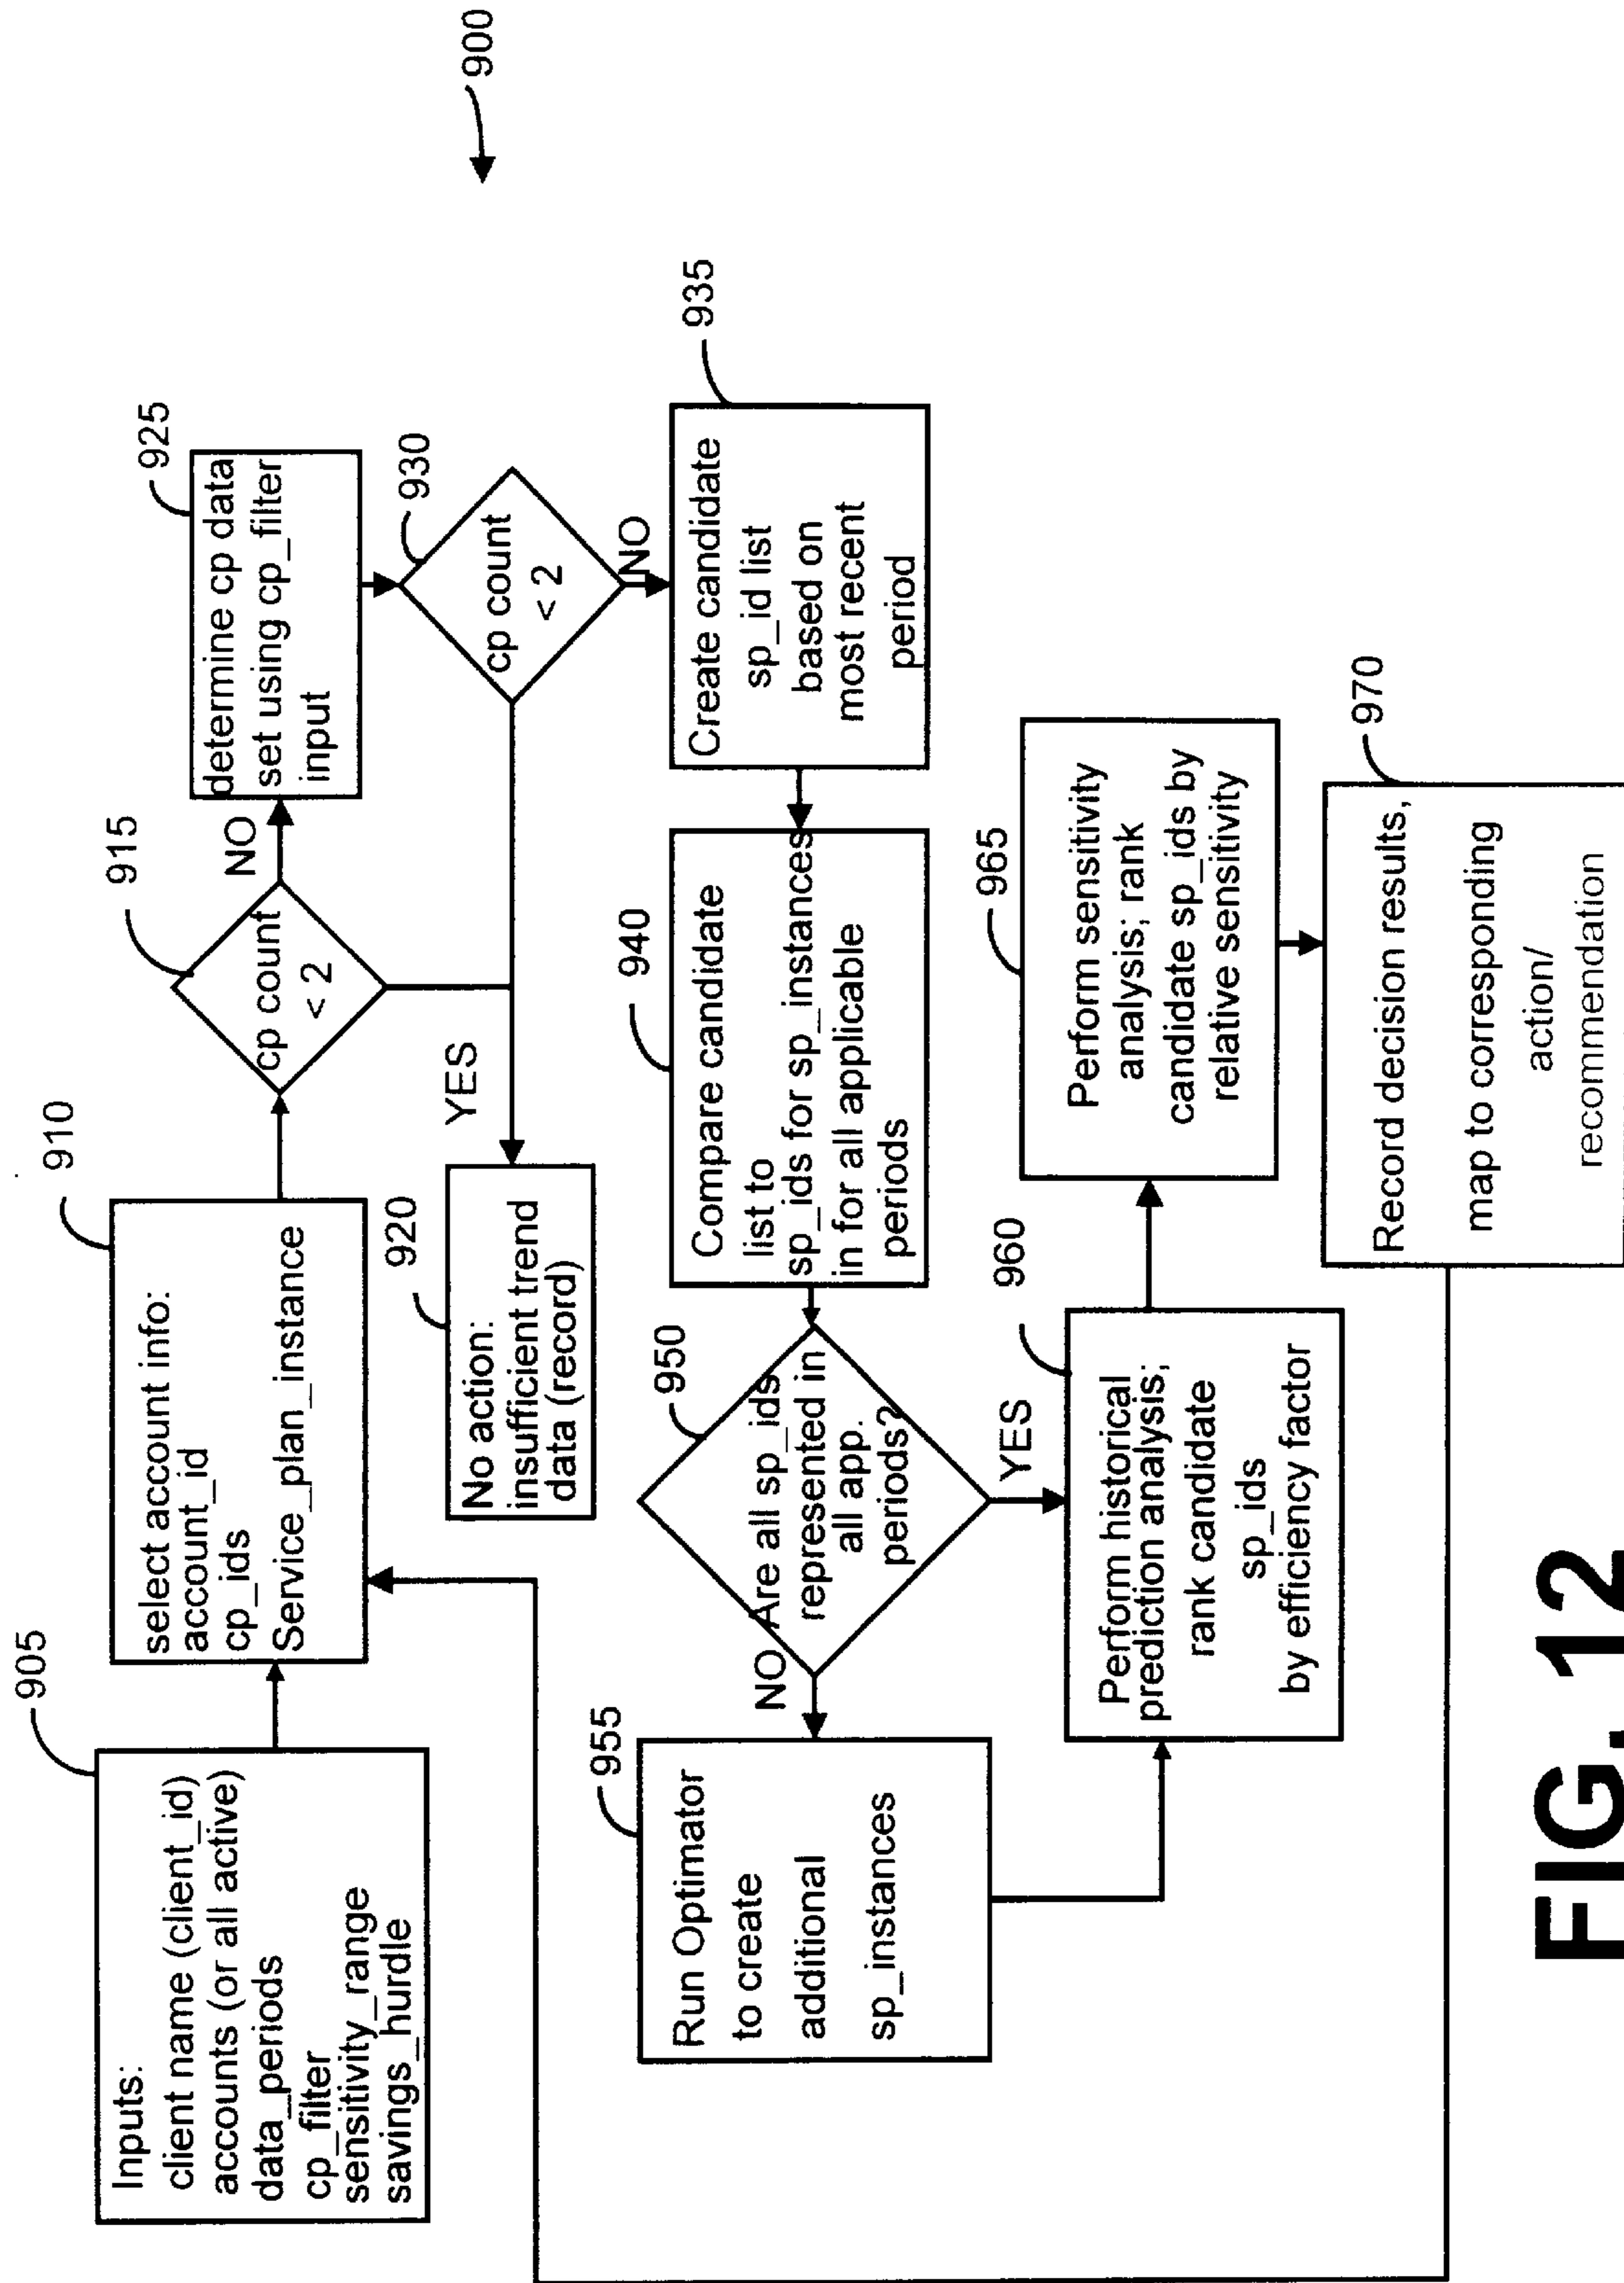 900
905
Inputs:
client name (client_id)
accounts (or all active)
data_periods
cp_filter
sensitivity_range
savings_hurdle
910
select account info:
account_id
cp_ids
Service_plan_instance
915
cp count
< 2
NO
925
determine cp data
set using cp_filter
input
YES
920
No action:
insufficient trend
data (record)
930
cp count
< 2
NO
935
Create candidate
sp_id list
based on
most recent
period
940
Compare candidate
list to
sp_ids for sp_instances
in for all applicable
periods
950
Are all sp_ids
represented in
all app.
periods?
NO
YES
955
Run Optimator
to create
additional
sp_instances
960
Perform historical
prediction analysis;
rank candidate
sp_ids
by efficiency factor
965
Perform sensitivity
analysis; rank
candidate sp_ids by
relative sensitivity
970
Record decision results,
map to corresponding
action/
recommendation
FIG. 12